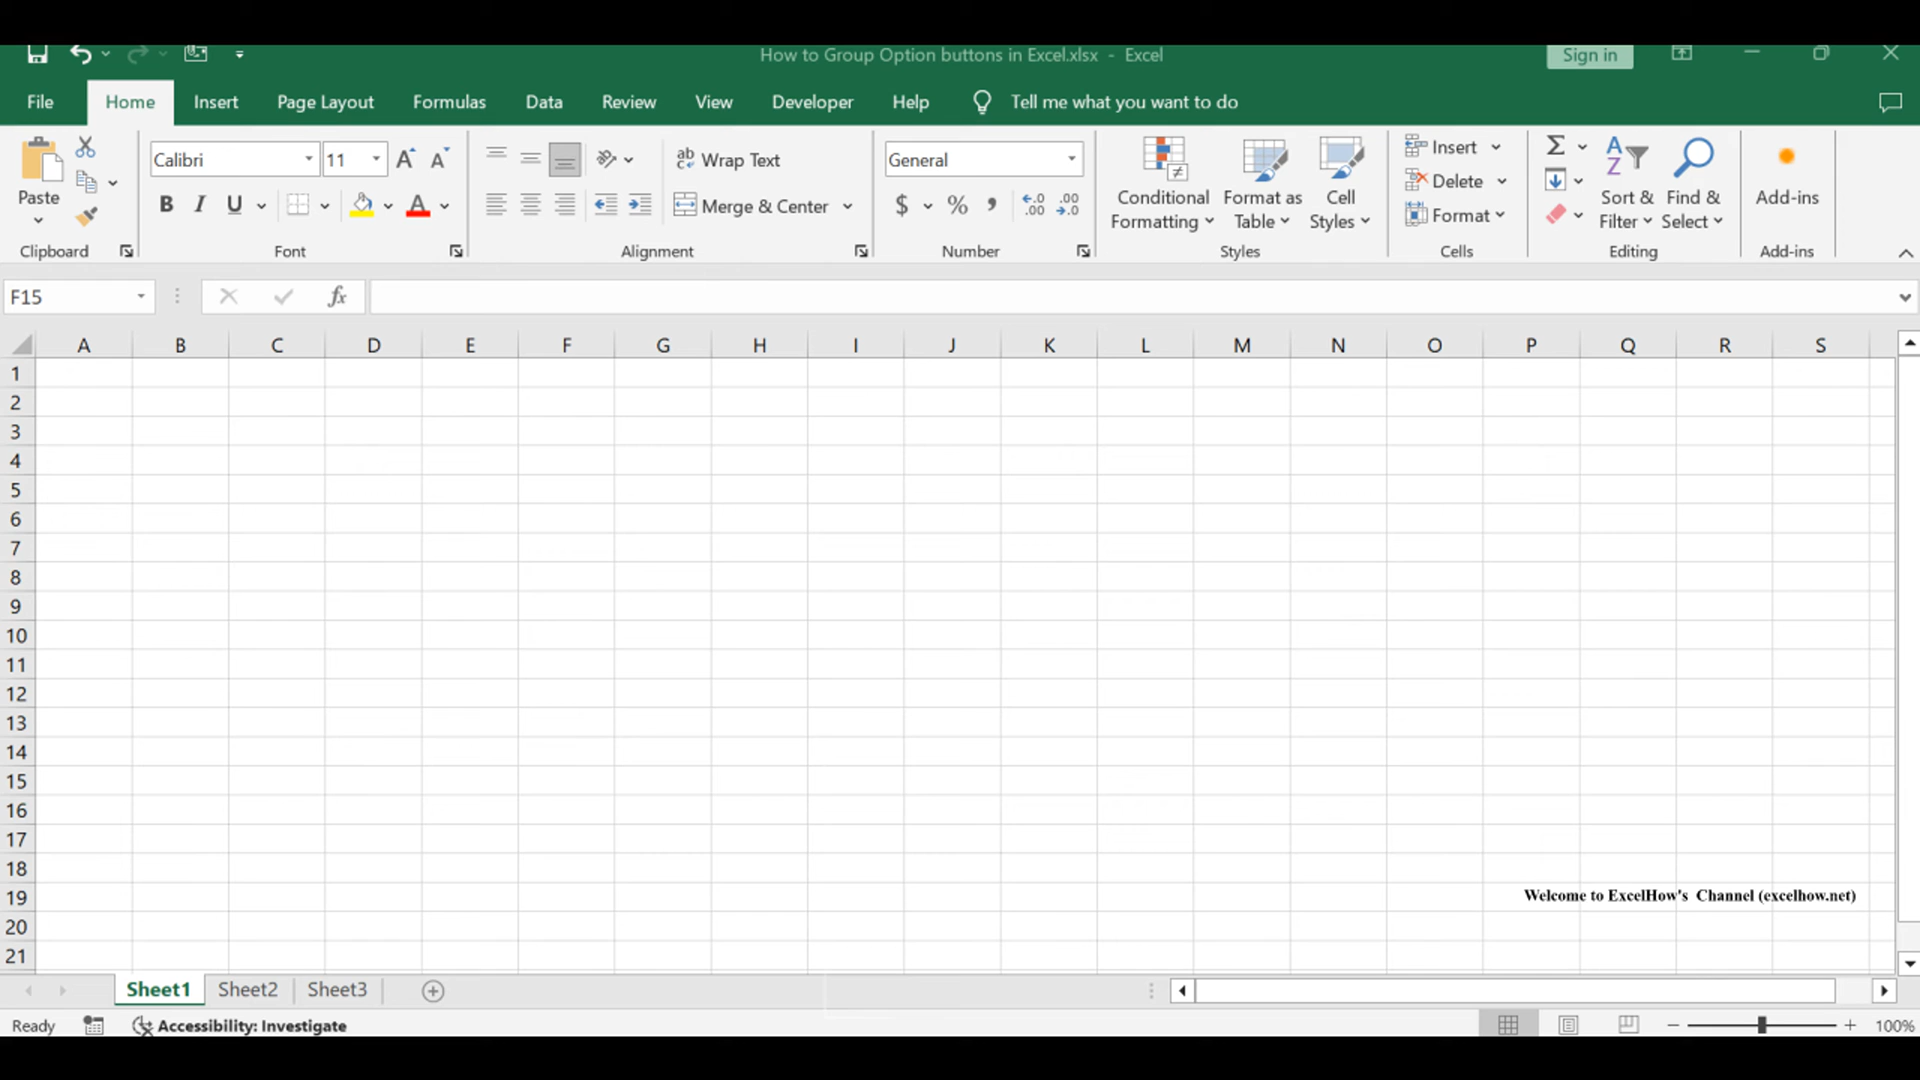 How to Group Option buttons in Excel.xlsx - Excel
Sign in
File Home Insert Page Layout Formulas Data Review View Developer Help Tell me what you want to do
Paste
Clipboard
Calibri 11
B I U A
Font
ab Wrap Text
Merge & Center
Alignment
General
$ % 9
Number
Conditional Formatting
Format as Table
Cell Styles
Styles
Insert
Delete
Format
Cells
Σ
Sort & Filter
Find & Select
Editing
Add-ins
Add-ins
F15 fx
A B C D E F G H I J K L M N O P Q R S
1
2
3
4
5
6
7
8
9
10
11
12
13
14
15
16
17
18
19 Welcome to ExcelHow's Channel (excelhow.net)
20
21
Sheet1 Sheet2 Sheet3
Ready Accessibility: Investigate 100%